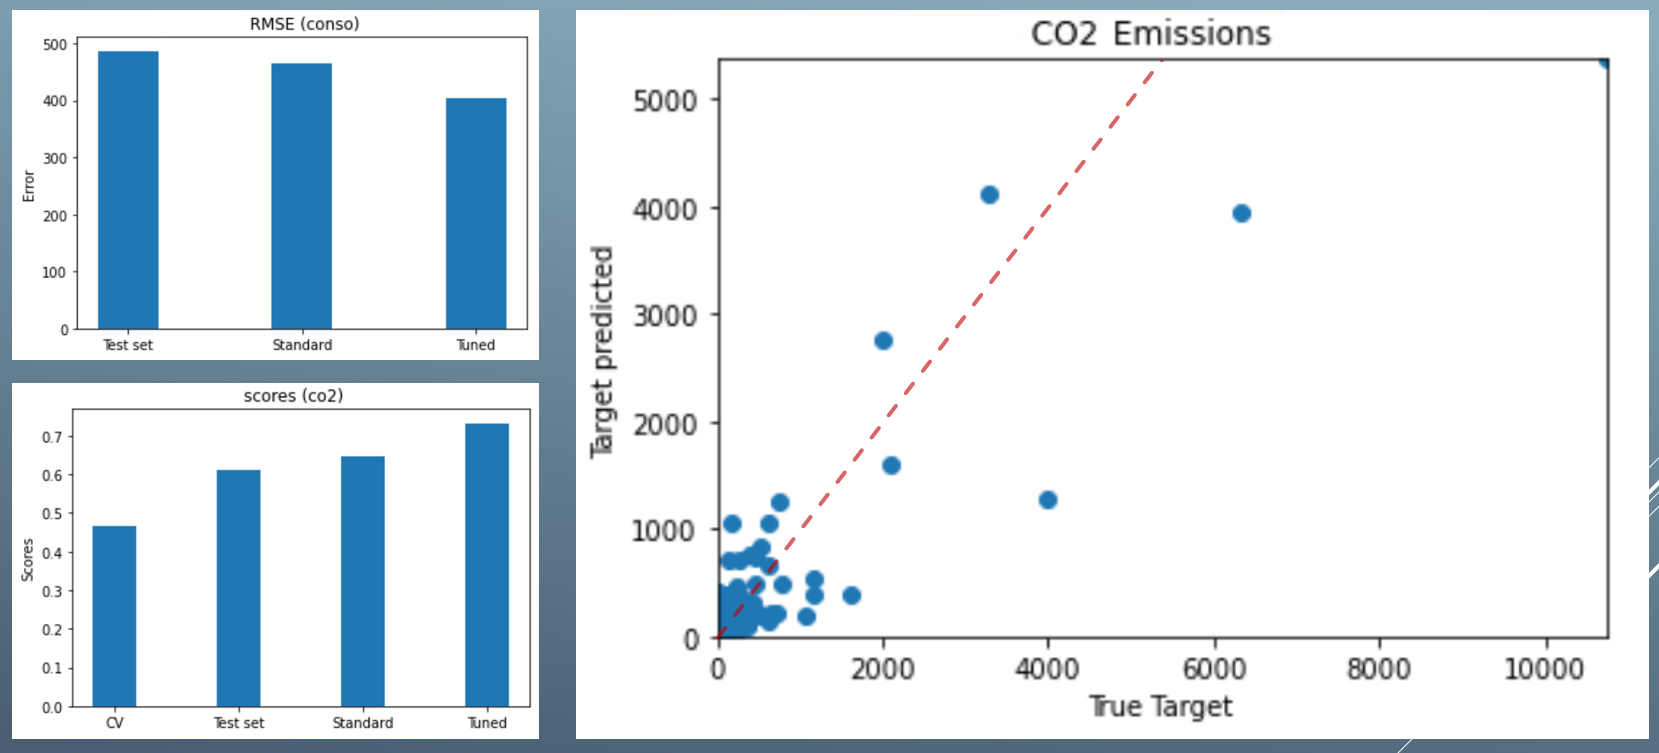 RMSE (conso)
500
400
300
200
100
0
Error
Test set Standard Tuned
scores (co2)
0.7
0.6
0.5
0.4
0.3
0.2
0.1
0.0
Scores
CV Test set Standard Tuned
CO2 Emissions
5000
4000
3000
2000
1000
0
Target predicted
0 2000 4000 6000 8000 10000
True Target